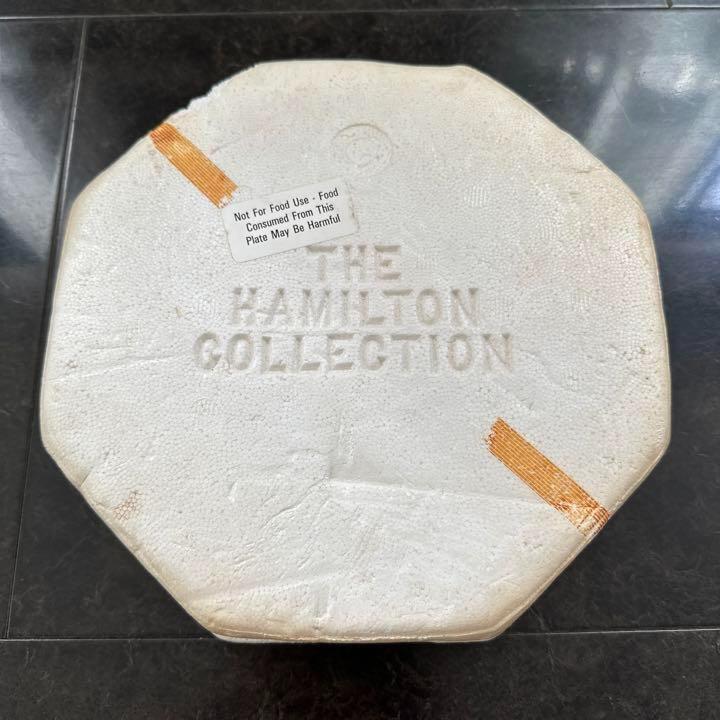 Not For Food Use - Food
Consumed From This
Plate May Be Harmful
THE
HAMILTON
COLLECTION